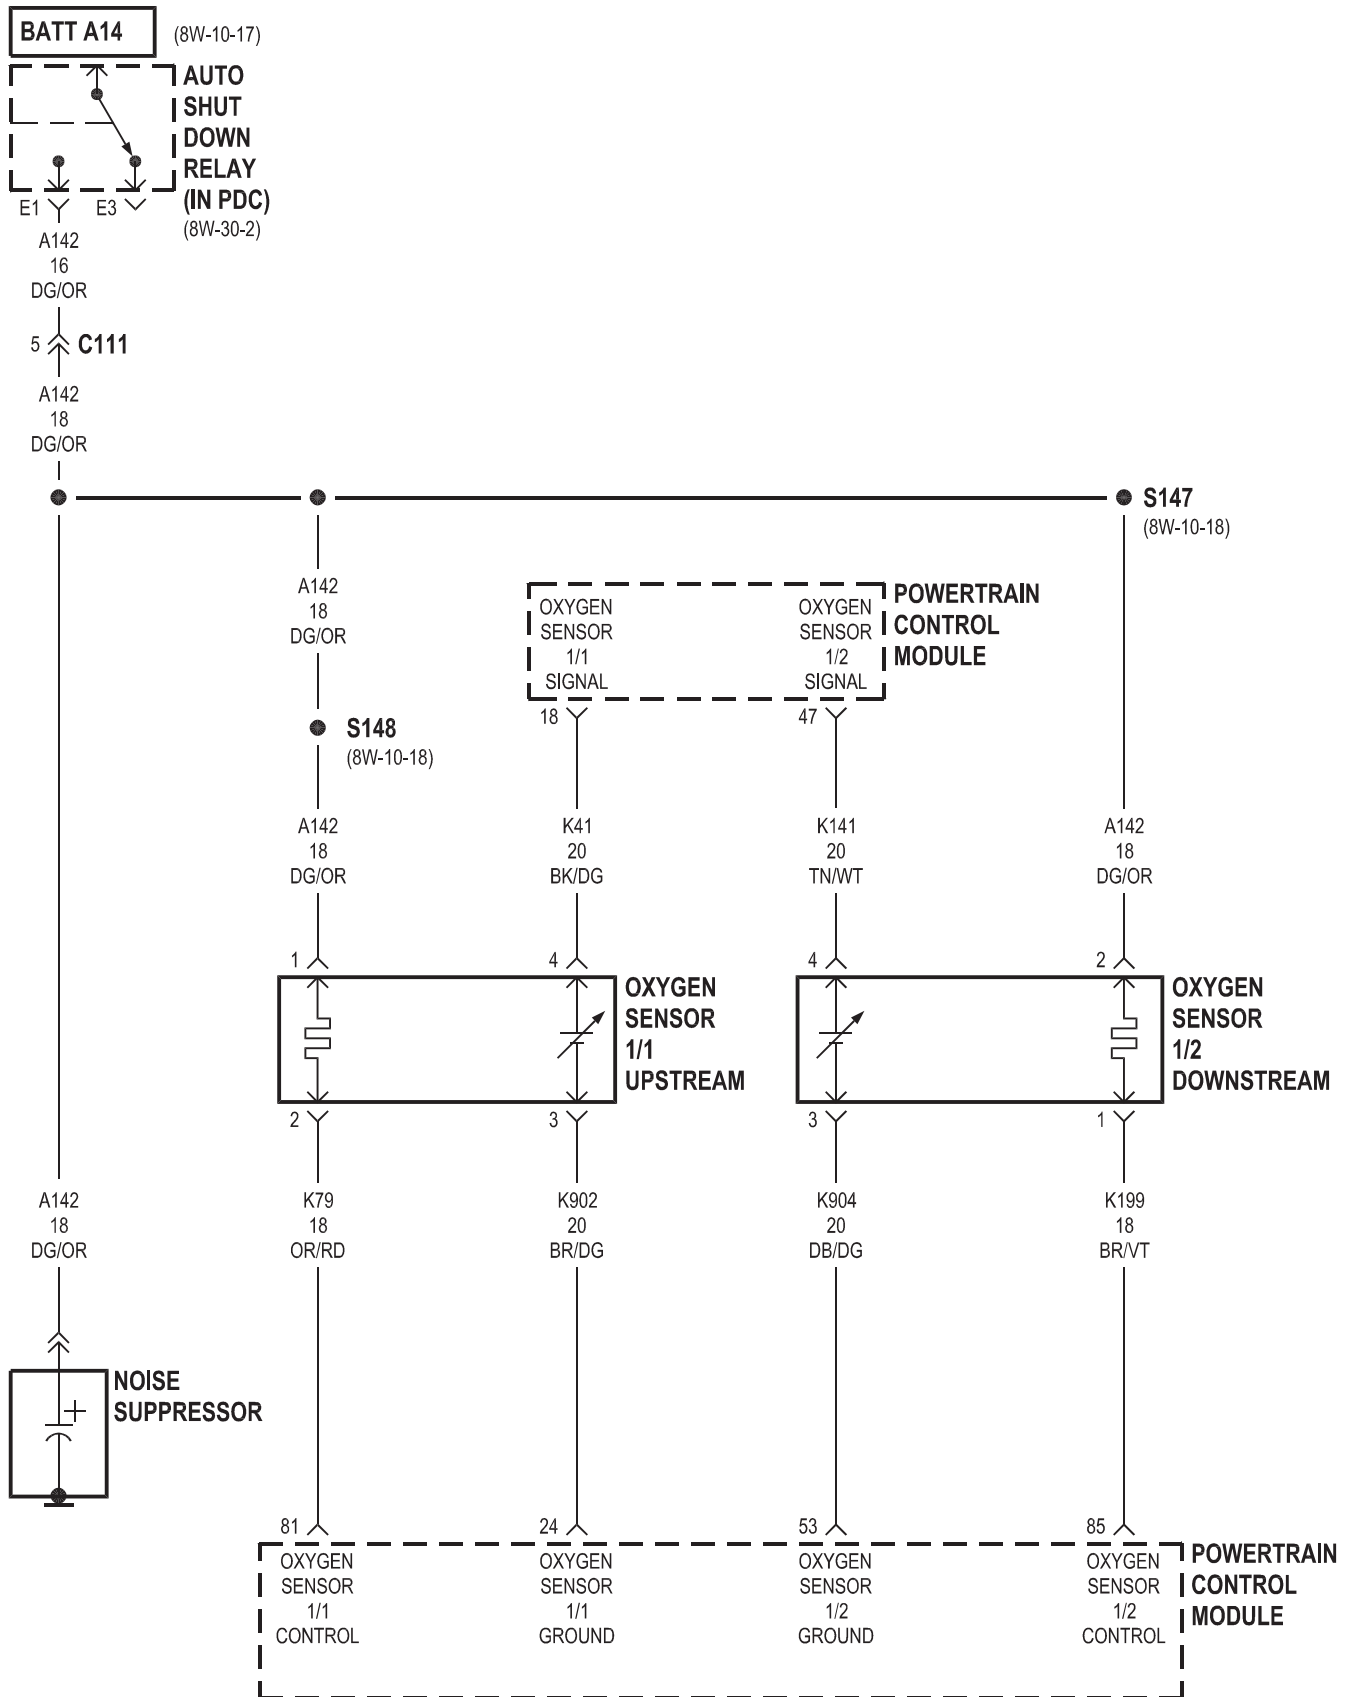 BATT A14
(8W-10-17)
AUTO
SHUT
DOWN
RELAY
(IN PDC)
(8W-30-2)
E1
E3
A142
16
DG/OR
5
C111
A142
18
DG/OR
S147
(8W-10-18)
A142
18
DG/OR
S148
(8W-10-18)
OXYGEN
SENSOR
1/1
SIGNAL
OXYGEN
SENSOR
1/2
SIGNAL
POWERTRAIN
CONTROL
MODULE
18
47
A142
18
DG/OR
K41
20
BK/DG
K141
20
TN/WT
A142
18
DG/OR
1
4
4
2
OXYGEN
SENSOR
1/1
UPSTREAM
OXYGEN
SENSOR
1/2
DOWNSTREAM
2
3
3
1
A142
18
DG/OR
K79
18
OR/RD
K902
20
BR/DG
K904
20
DB/DG
K199
18
BR/VT
NOISE
SUPPRESSOR
+
81
24
53
85
OXYGEN
SENSOR
1/1
CONTROL
OXYGEN
SENSOR
1/1
GROUND
OXYGEN
SENSOR
1/2
GROUND
OXYGEN
SENSOR
1/2
CONTROL
POWERTRAIN
CONTROL
MODULE